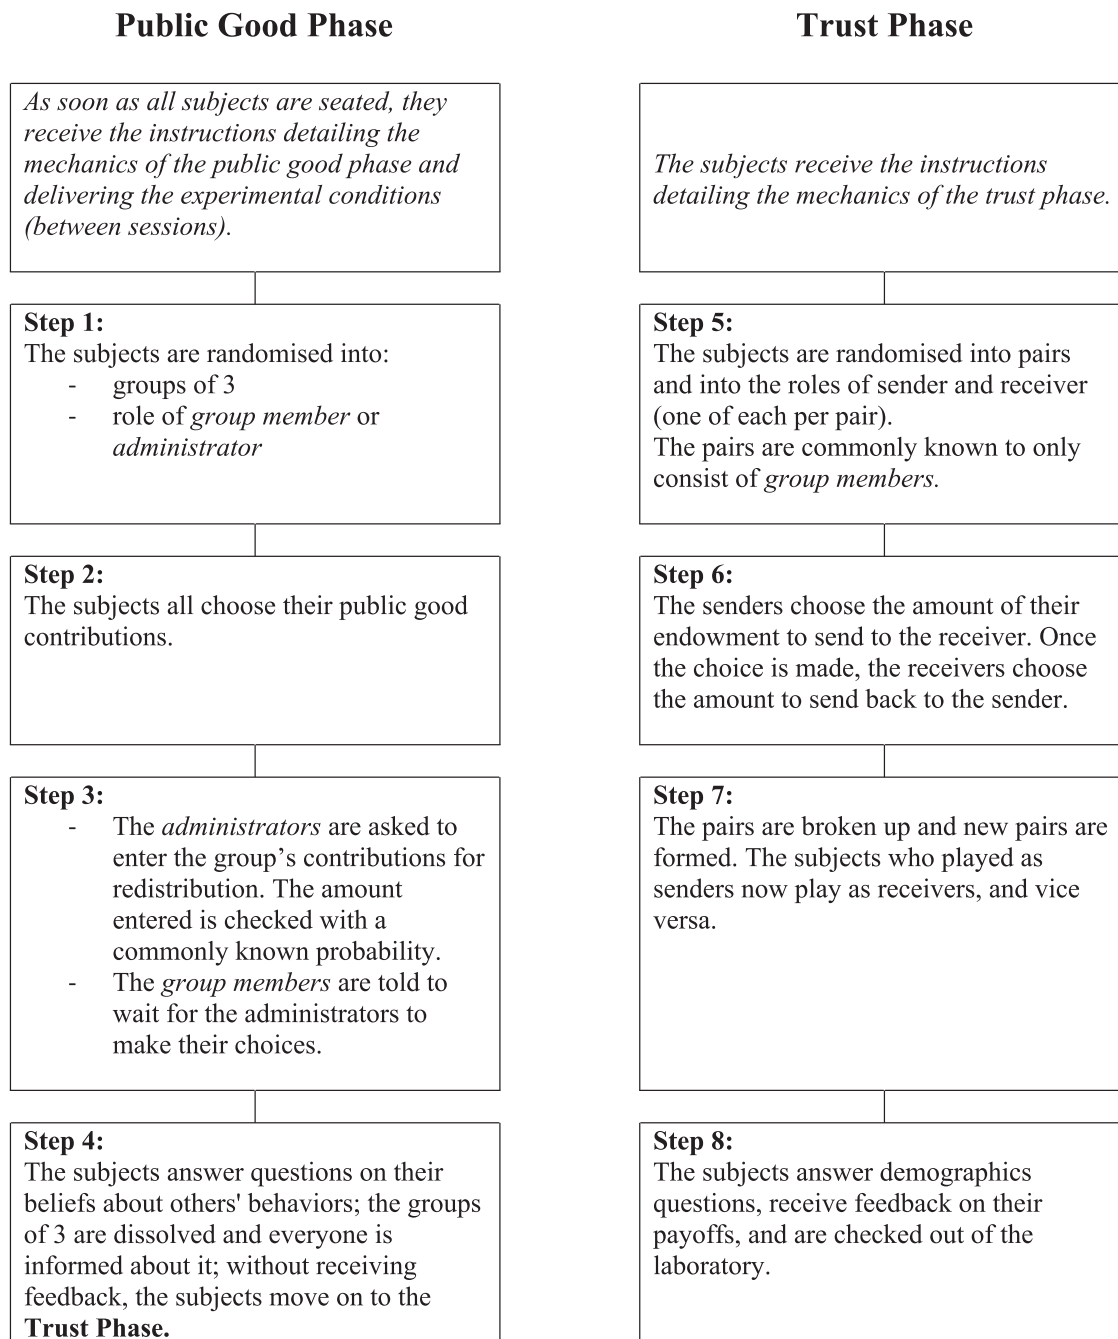 Public Good Phase
As soon as all subjects are seated, they
receive the instructions detailing the
mechanics of the public good phase and
delivering the experimental conditions
(between sessions).
Step 1:
The subjects are randomised into:
- groups of 3
- role of group member or
administrator
Step 2:
The subjects all choose their public good
contributions.
Step 3:
- The administrators are asked to
enter the group’s contributions for
redistribution. The amount
entered is checked with a
commonly known probability.
- The group members are told to
wait for the administrators to
make their choices.
Step 4:
The subjects answer questions on their
beliefs about others' behaviors; the groups
of 3 are dissolved and everyone is
informed about it; without receiving
feedback, the subjects move on to the
Trust Phase.
Trust Phase
The subjects receive the instructions
detailing the mechanics of the trust phase.
Step 5:
The subjects are randomised into pairs
and into the roles of sender and receiver
(one of each per pair).
The pairs are commonly known to only
consist of group members.
Step 6:
The senders choose the amount of their
endowment to send to the receiver. Once
the choice is made, the receivers choose
the amount to send back to the sender.
Step 7:
The pairs are broken up and new pairs are
formed. The subjects who played as
senders now play as receivers, and vice
versa.
Step 8:
The subjects answer demographics
questions, receive feedback on their
payoffs, and are checked out of the
laboratory.